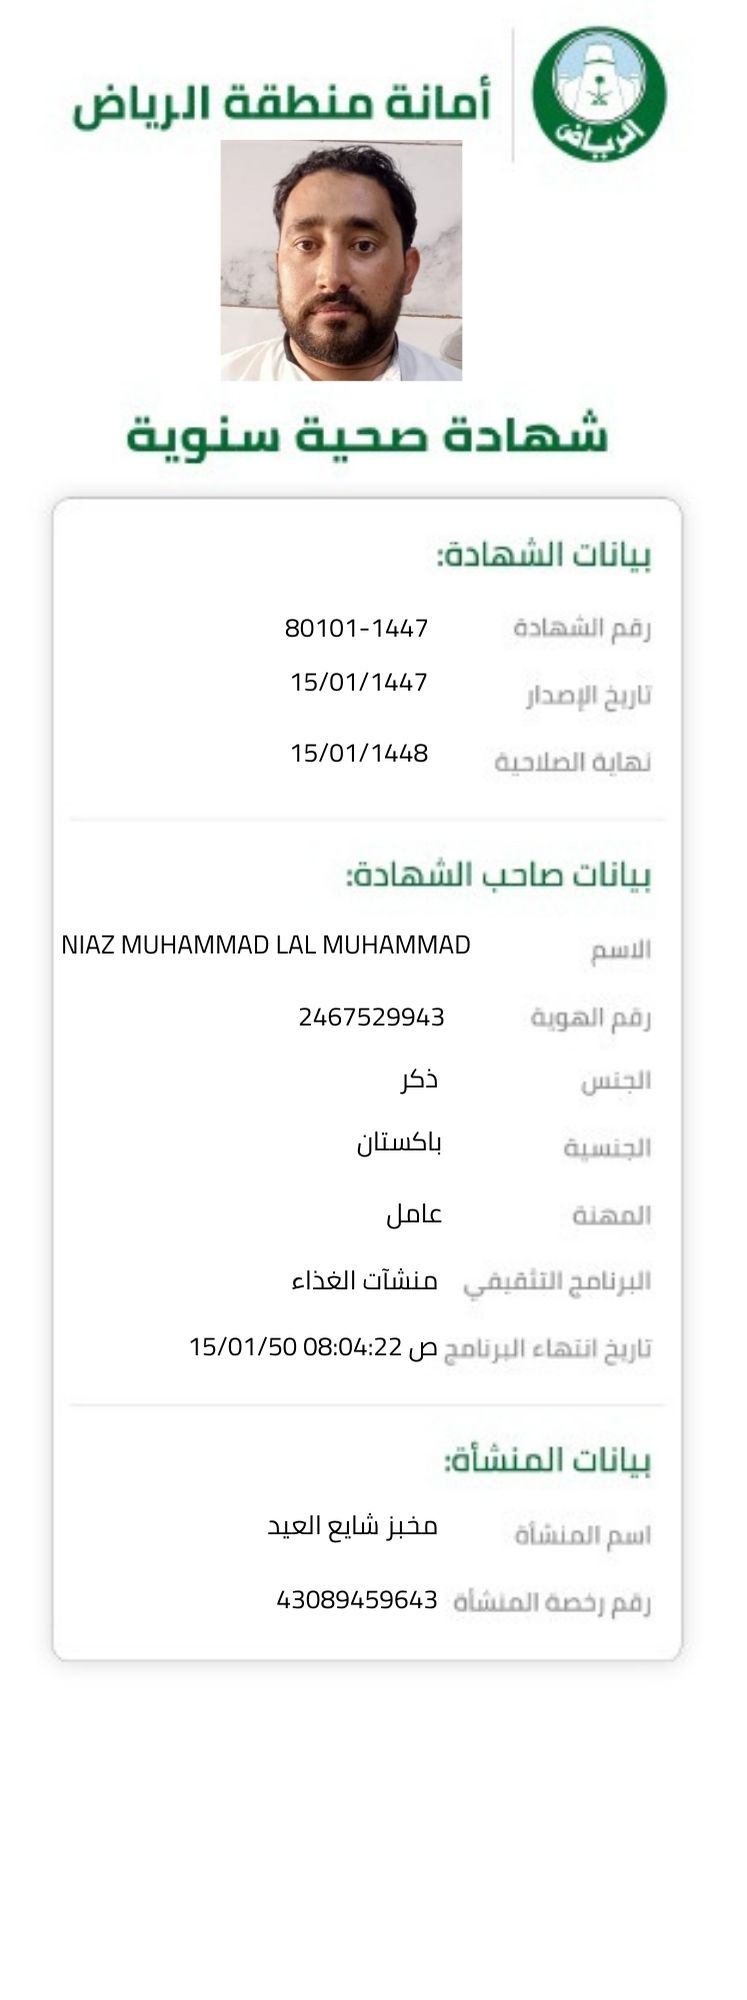 أمانة منطقة الرياض
الرياض
شهادة صحية سنوية
بيانات الشهادة:
رقم الشهادة 80101-1447
تاريخ الإصدار 15/01/1447
نهاية الصلاحية 15/01/1448
بيانات صاحب الشهادة:
الاسم NIAZ MUHAMMAD LAL MUHAMMAD
رقم الهوية 2467529943
الجنس ذكر
الجنسية باكستان
المهنة عامل
البرنامج التثقيفي منشآت الغذاء
تاريخ انتهاء البرنامج ص 08:04:22 15/01/50
بيانات المنشأة:
اسم المنشأة مخبز شايع العيد
رقم رخصة المنشأة 43089459643